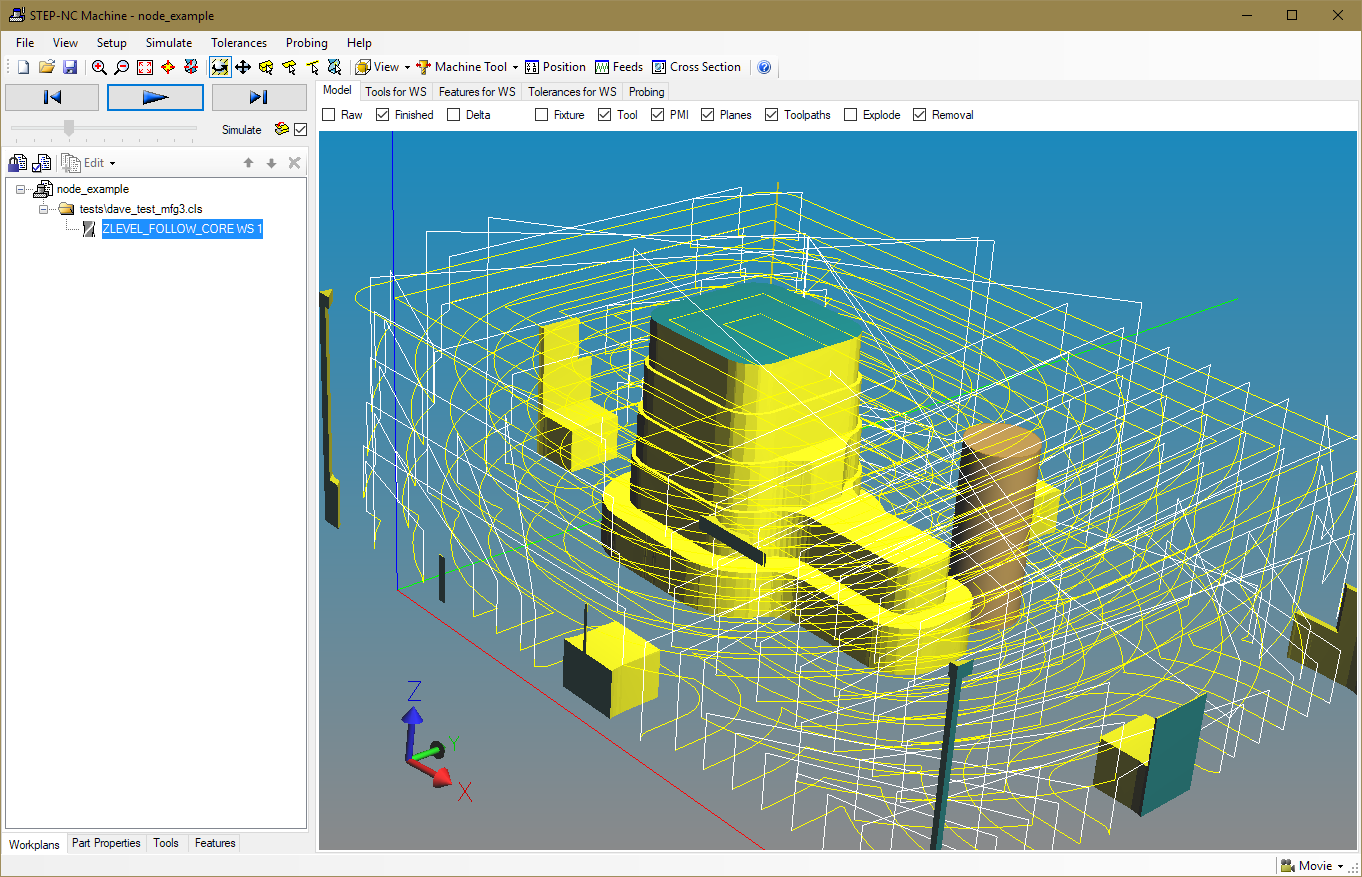 STEP-NC Machine - node_example
File View Setup Simulate Tolerances Probing Help
View Machine Tool Position Feeds Cross Section
Model Tools for WS Features for WS Tolerances for WS Probing
Raw Finished Delta Fixture Tool PMI Planes Toolpaths Explode Removal
Simulate
Edit
node_example
tests\dave_test_mfg3.cls
ZLEVEL_FOLLOW_CORE WS 1
Z
Y
X
Workplans Part Properties Tools Features
Movie